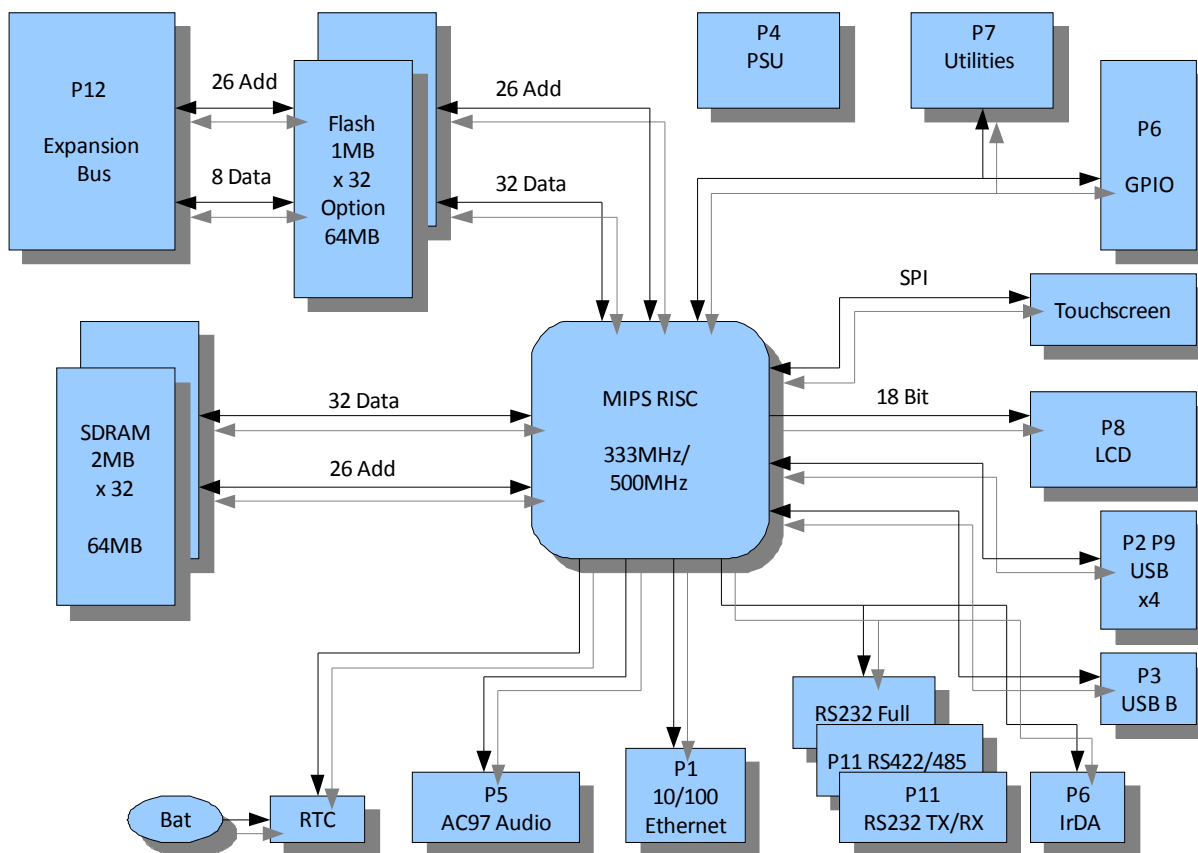 P12
Expansion
Bus
26 Add
8 Data
Flash
1MB
x 32
Option
64MB
26 Add
32 Data
P4
PSU
P7
Utilities
P6
GPIO
SPI
Touchscreen
18 Bit
P8
LCD
SDRAM
2MB
x 32
64MB
32 Data
26 Add
MIPS RISC
333MHz/
500MHz
P2 P9
USB
x4
P3
USB B
Bat
RTC
P5
AC97 Audio
P1
10/100
Ethernet
RS232 Full
P11 RS422/485
P11
RS232 TX/RX
P6
IrDA